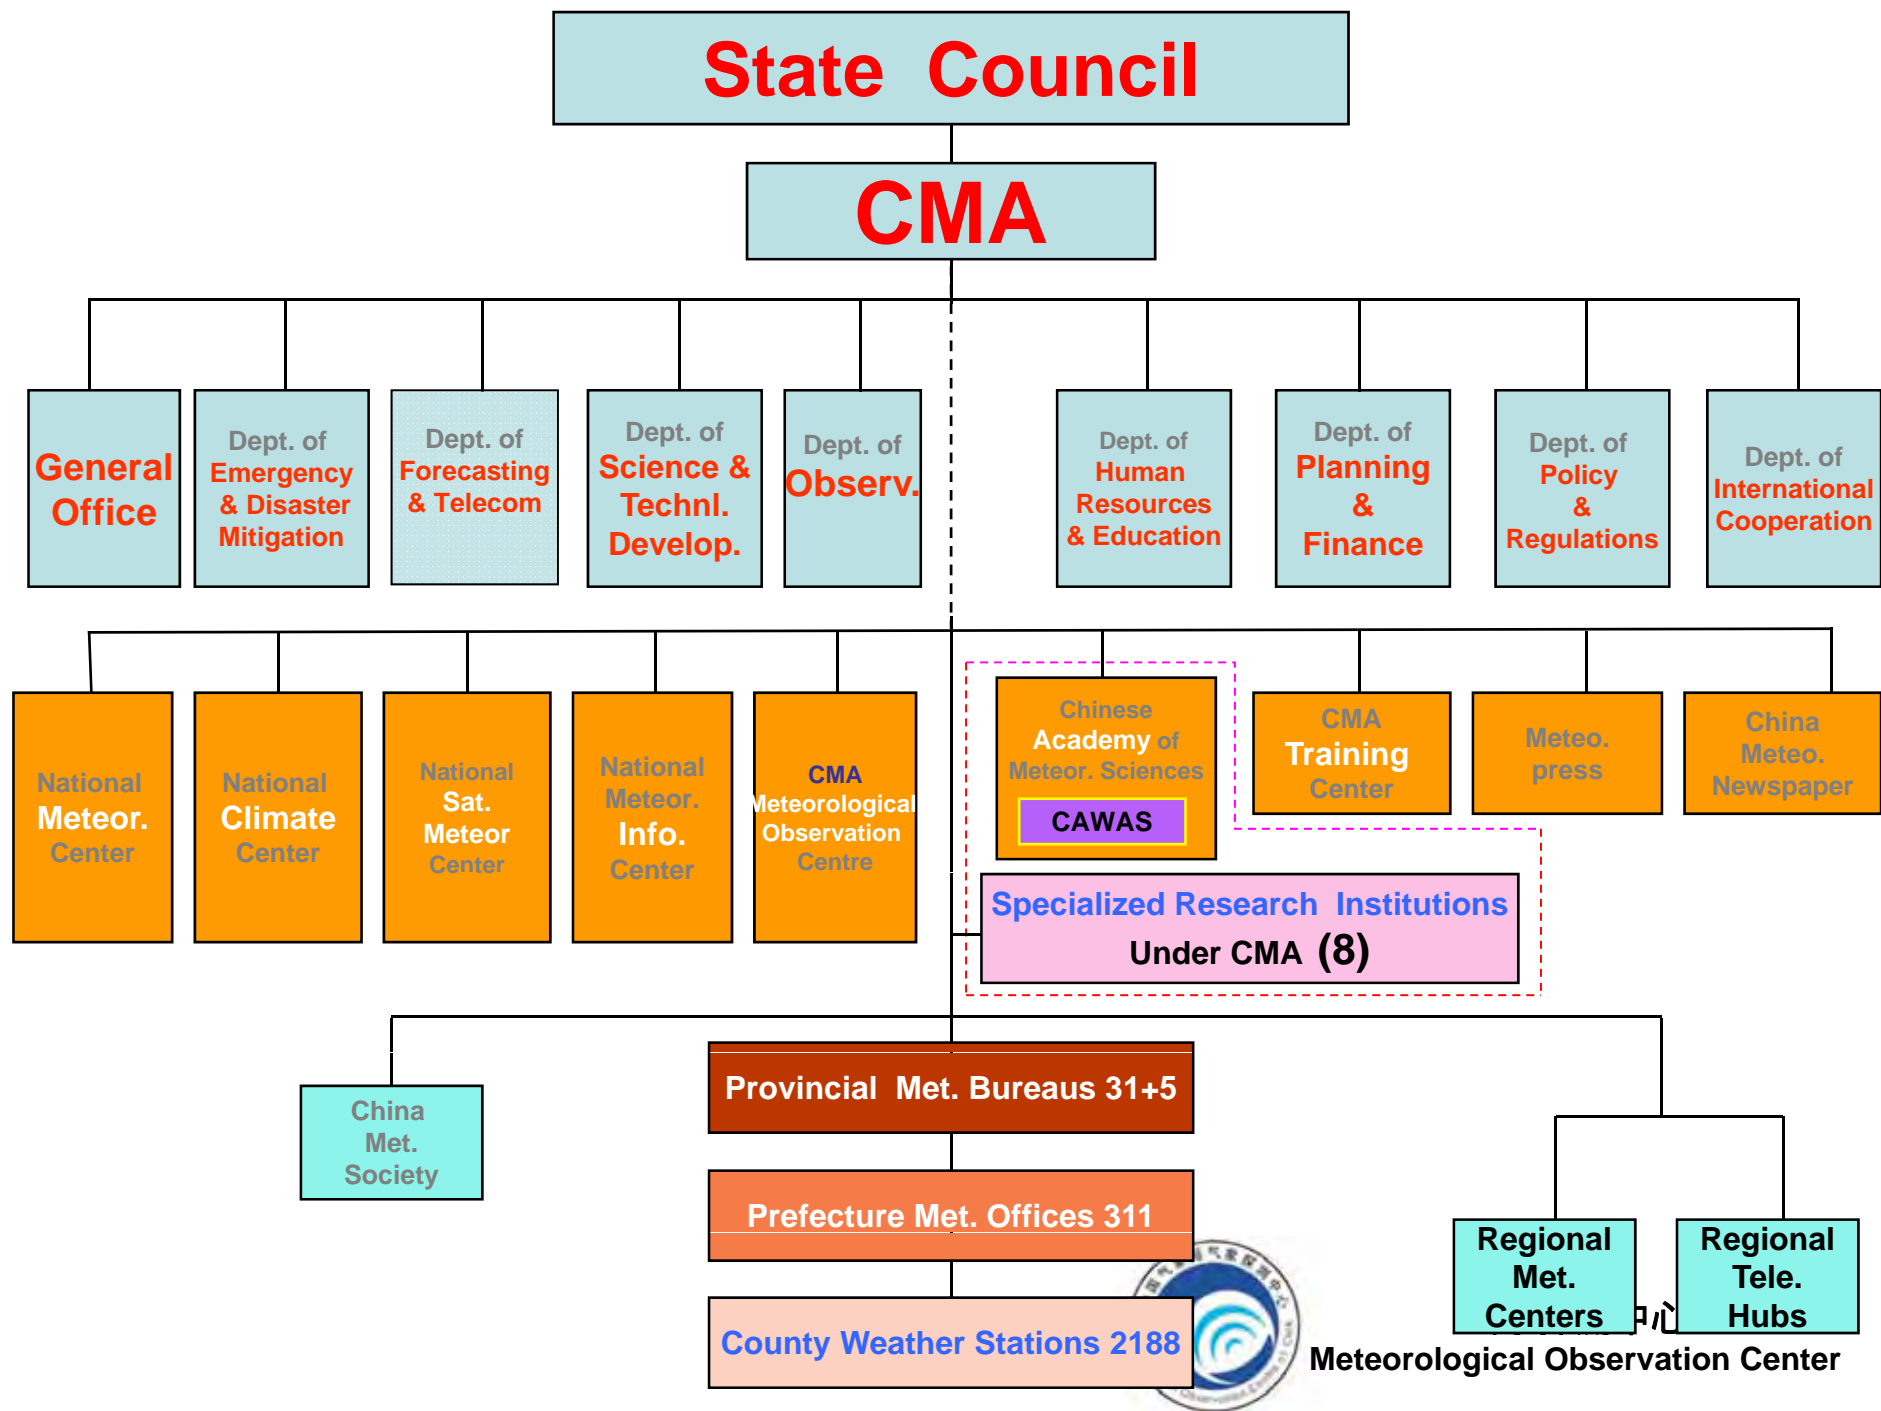 State Council
CMA
General
Office
Dept. of
Emergency
& Disaster
Mitigation
Dept. of
Forecasting
& Telecom
Dept. of
Science &
Technl.
Develop.
Dept. of
Observ.
Dept. of
Human
Resources
& Education
Dept. of
Planning
&
Finance
Dept. of
Policy
&
Regulations
Dept. of
International
Cooperation
National
Meteor.
Center
National
Climate
Center
National
Sat.
Meteor
Center
National
Meteor.
Info.
Center
CMA
Meteorological
Observation
Centre
Chinese
Academy of
Meteor. Sciences
CAWAS
CMA
Training
Center
Meteo.
press
China
Meteo.
Newspaper
Specialized Research Institutions
Under CMA (8)
China
Met.
Society
Provincial Met. Bureaus 31+5
Prefecture Met. Offices 311
County Weather Stations 2188
Regional
Met.
Centers
Regional
Tele.
Hubs
Meteorological Observation Center